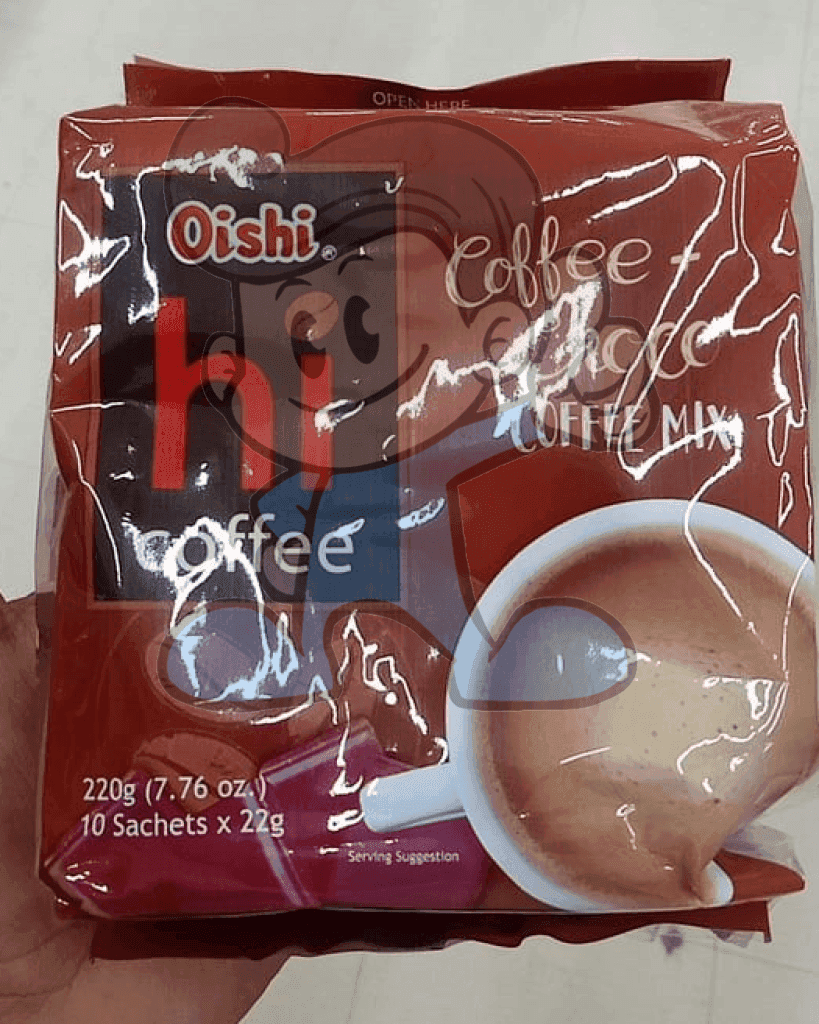 OPEN HERE
Oishi®
hi
coffee
Coffee +
Choco
COFFEE MIX
220g (7.76 oz.)
10 Sachets x 22g
Serving Suggestion